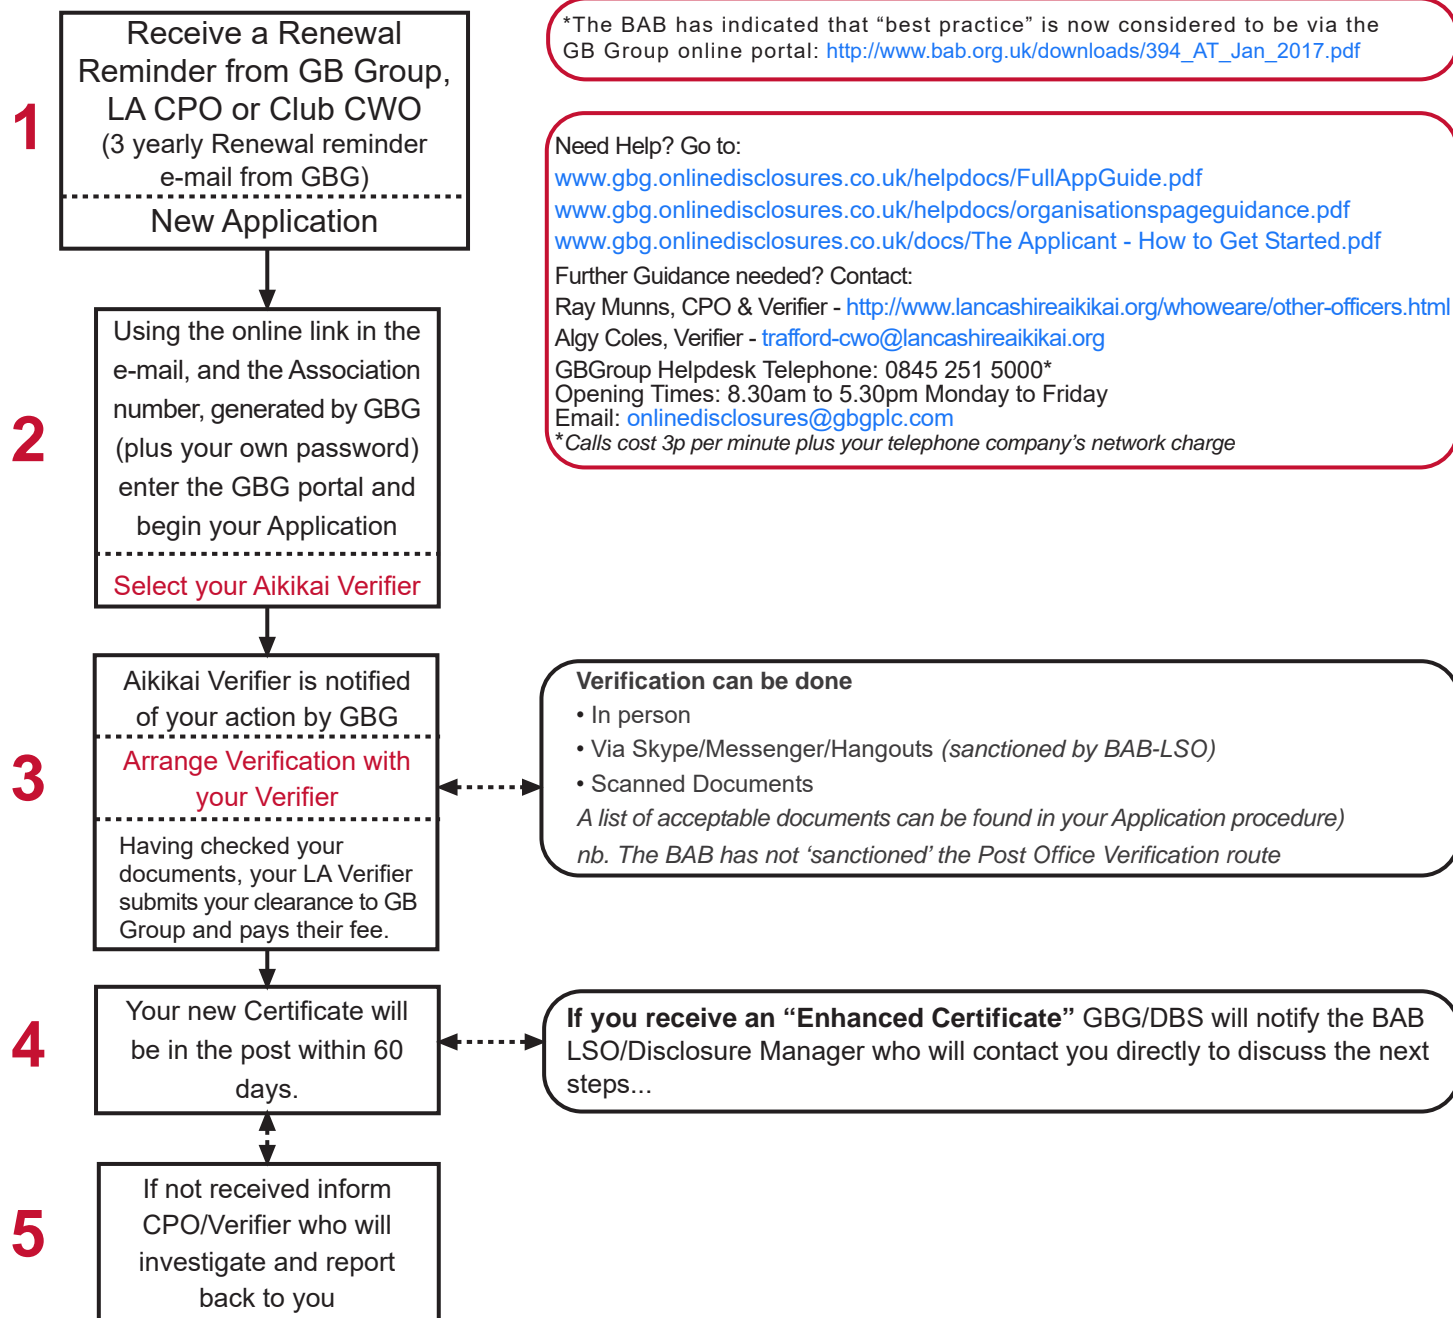 1
Receive a Renewal
Reminder from GB Group,
LA CPO or Club CWO
(3 yearly Renewal reminder
e-mail from GBG)
New Application
*The BAB has indicated that “best practice” is now considered to be via the
GB Group online portal: http://www.bab.org.uk/downloads/394_AT_Jan_2017.pdf
Need Help? Go to:
www.gbg.onlinedisclosures.co.uk/helpdocs/FullAppGuide.pdf
www.gbg.onlinedisclosures.co.uk/helpdocs/organisationspageguidance.pdf
www.gbg.onlinedisclosures.co.uk/docs/The Applicant - How to Get Started.pdf
Further Guidance needed? Contact:
Ray Munns, CPO & Verifier - http://www.lancashireaikikai.org/whoweare/other-officers.html
Algy Coles, Verifier - trafford-cwo@lancashireaikikai.org
GBGroup Helpdesk Telephone: 0845 251 5000*
Opening Times: 8.30am to 5.30pm Monday to Friday
Email: onlinedisclosures@gbgplc.com
*Calls cost 3p per minute plus your telephone company’s network charge
2
Using the online link in the
e-mail, and the Association
number, generated by GBG
(plus your own password)
enter the GBG portal and
begin your Application
Select your Aikikai Verifier
3
Aikikai Verifier is notified
of your action by GBG
Arrange Verification with
your Verifier
Having checked your
documents, your LA Verifier
submits your clearance to GB
Group and pays their fee.
Verification can be done
• In person
• Via Skype/Messenger/Hangouts (sanctioned by BAB-LSO)
• Scanned Documents
A list of acceptable documents can be found in your Application procedure)
nb. The BAB has not ‘sanctioned’ the Post Office Verification route
4
Your new Certificate will
be in the post within 60
days.
If you receive an “Enhanced Certificate” GBG/DBS will notify the BAB
LSO/Disclosure Manager who will contact you directly to discuss the next
steps...
5
If not received inform
CPO/Verifier who will
investigate and report
back to you